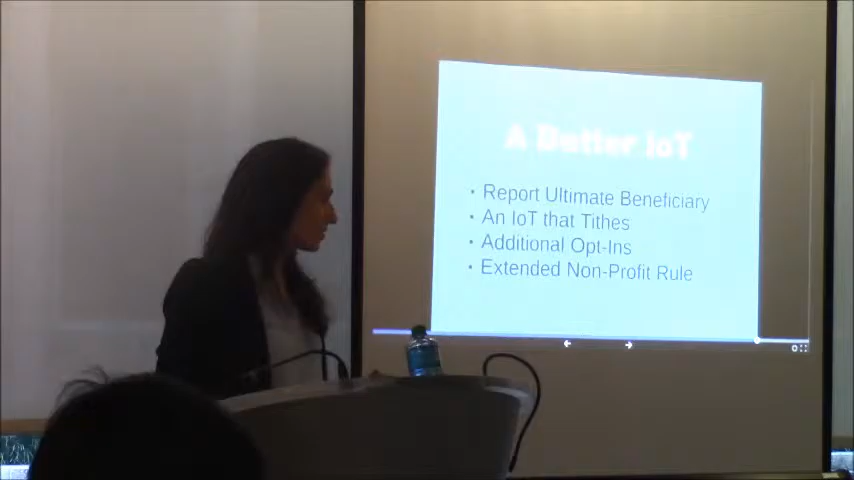 A Better IoT
• Report Ultimate Beneficiary
• An IoT that Tithes
• Additional Opt-Ins
• Extended Non-Profit Rule